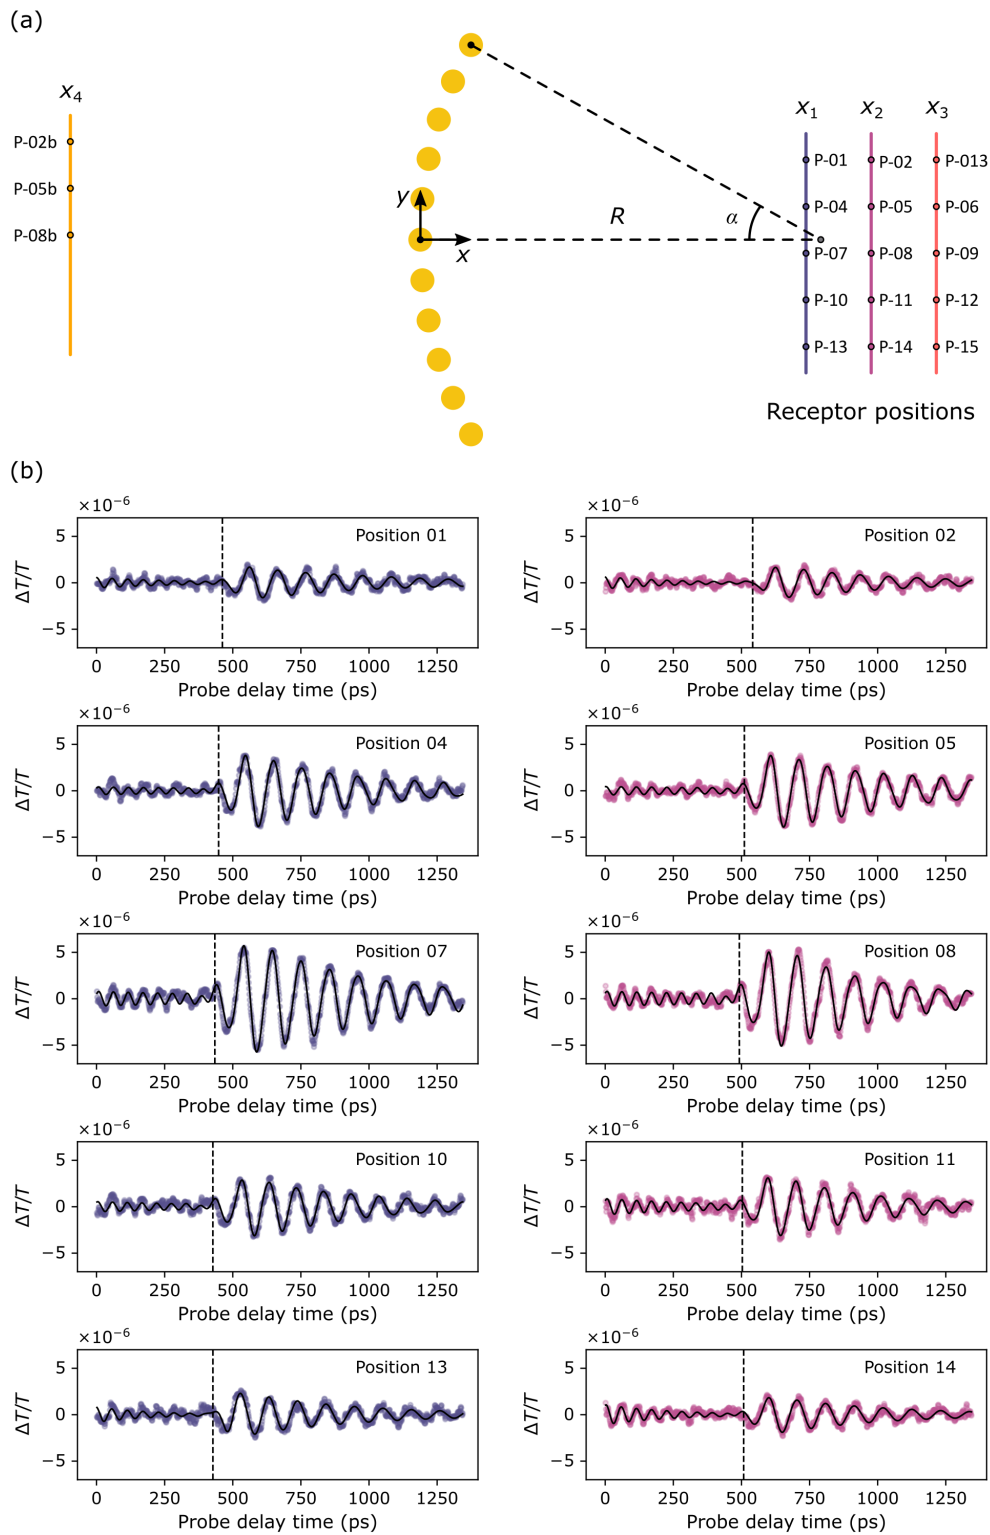 (a)
x4
P-02b
P-05b
P-08b
y
x
R
α
x1 x2 x3
P-01 P-02 P-013
P-04 P-05 P-06
P-07 P-08 P-09
P-10 P-11 P-12
P-13 P-14 P-15
Receptor positions
(b)
×10⁻⁶
5
0
−5
ΔT/T
Position 01
0 250 500 750 1000 1250
Probe delay time (ps)
×10⁻⁶
5
0
−5
ΔT/T
Position 02
0 250 500 750 1000 1250
Probe delay time (ps)
×10⁻⁶
5
0
−5
ΔT/T
Position 04
0 250 500 750 1000 1250
Probe delay time (ps)
×10⁻⁶
5
0
−5
ΔT/T
Position 05
0 250 500 750 1000 1250
Probe delay time (ps)
×10⁻⁶
5
0
−5
ΔT/T
Position 07
0 250 500 750 1000 1250
Probe delay time (ps)
×10⁻⁶
5
0
−5
ΔT/T
Position 08
0 250 500 750 1000 1250
Probe delay time (ps)
×10⁻⁶
5
0
−5
ΔT/T
Position 10
0 250 500 750 1000 1250
Probe delay time (ps)
×10⁻⁶
5
0
−5
ΔT/T
Position 11
0 250 500 750 1000 1250
Probe delay time (ps)
×10⁻⁶
5
0
−5
ΔT/T
Position 13
0 250 500 750 1000 1250
Probe delay time (ps)
×10⁻⁶
5
0
−5
ΔT/T
Position 14
0 250 500 750 1000 1250
Probe delay time (ps)